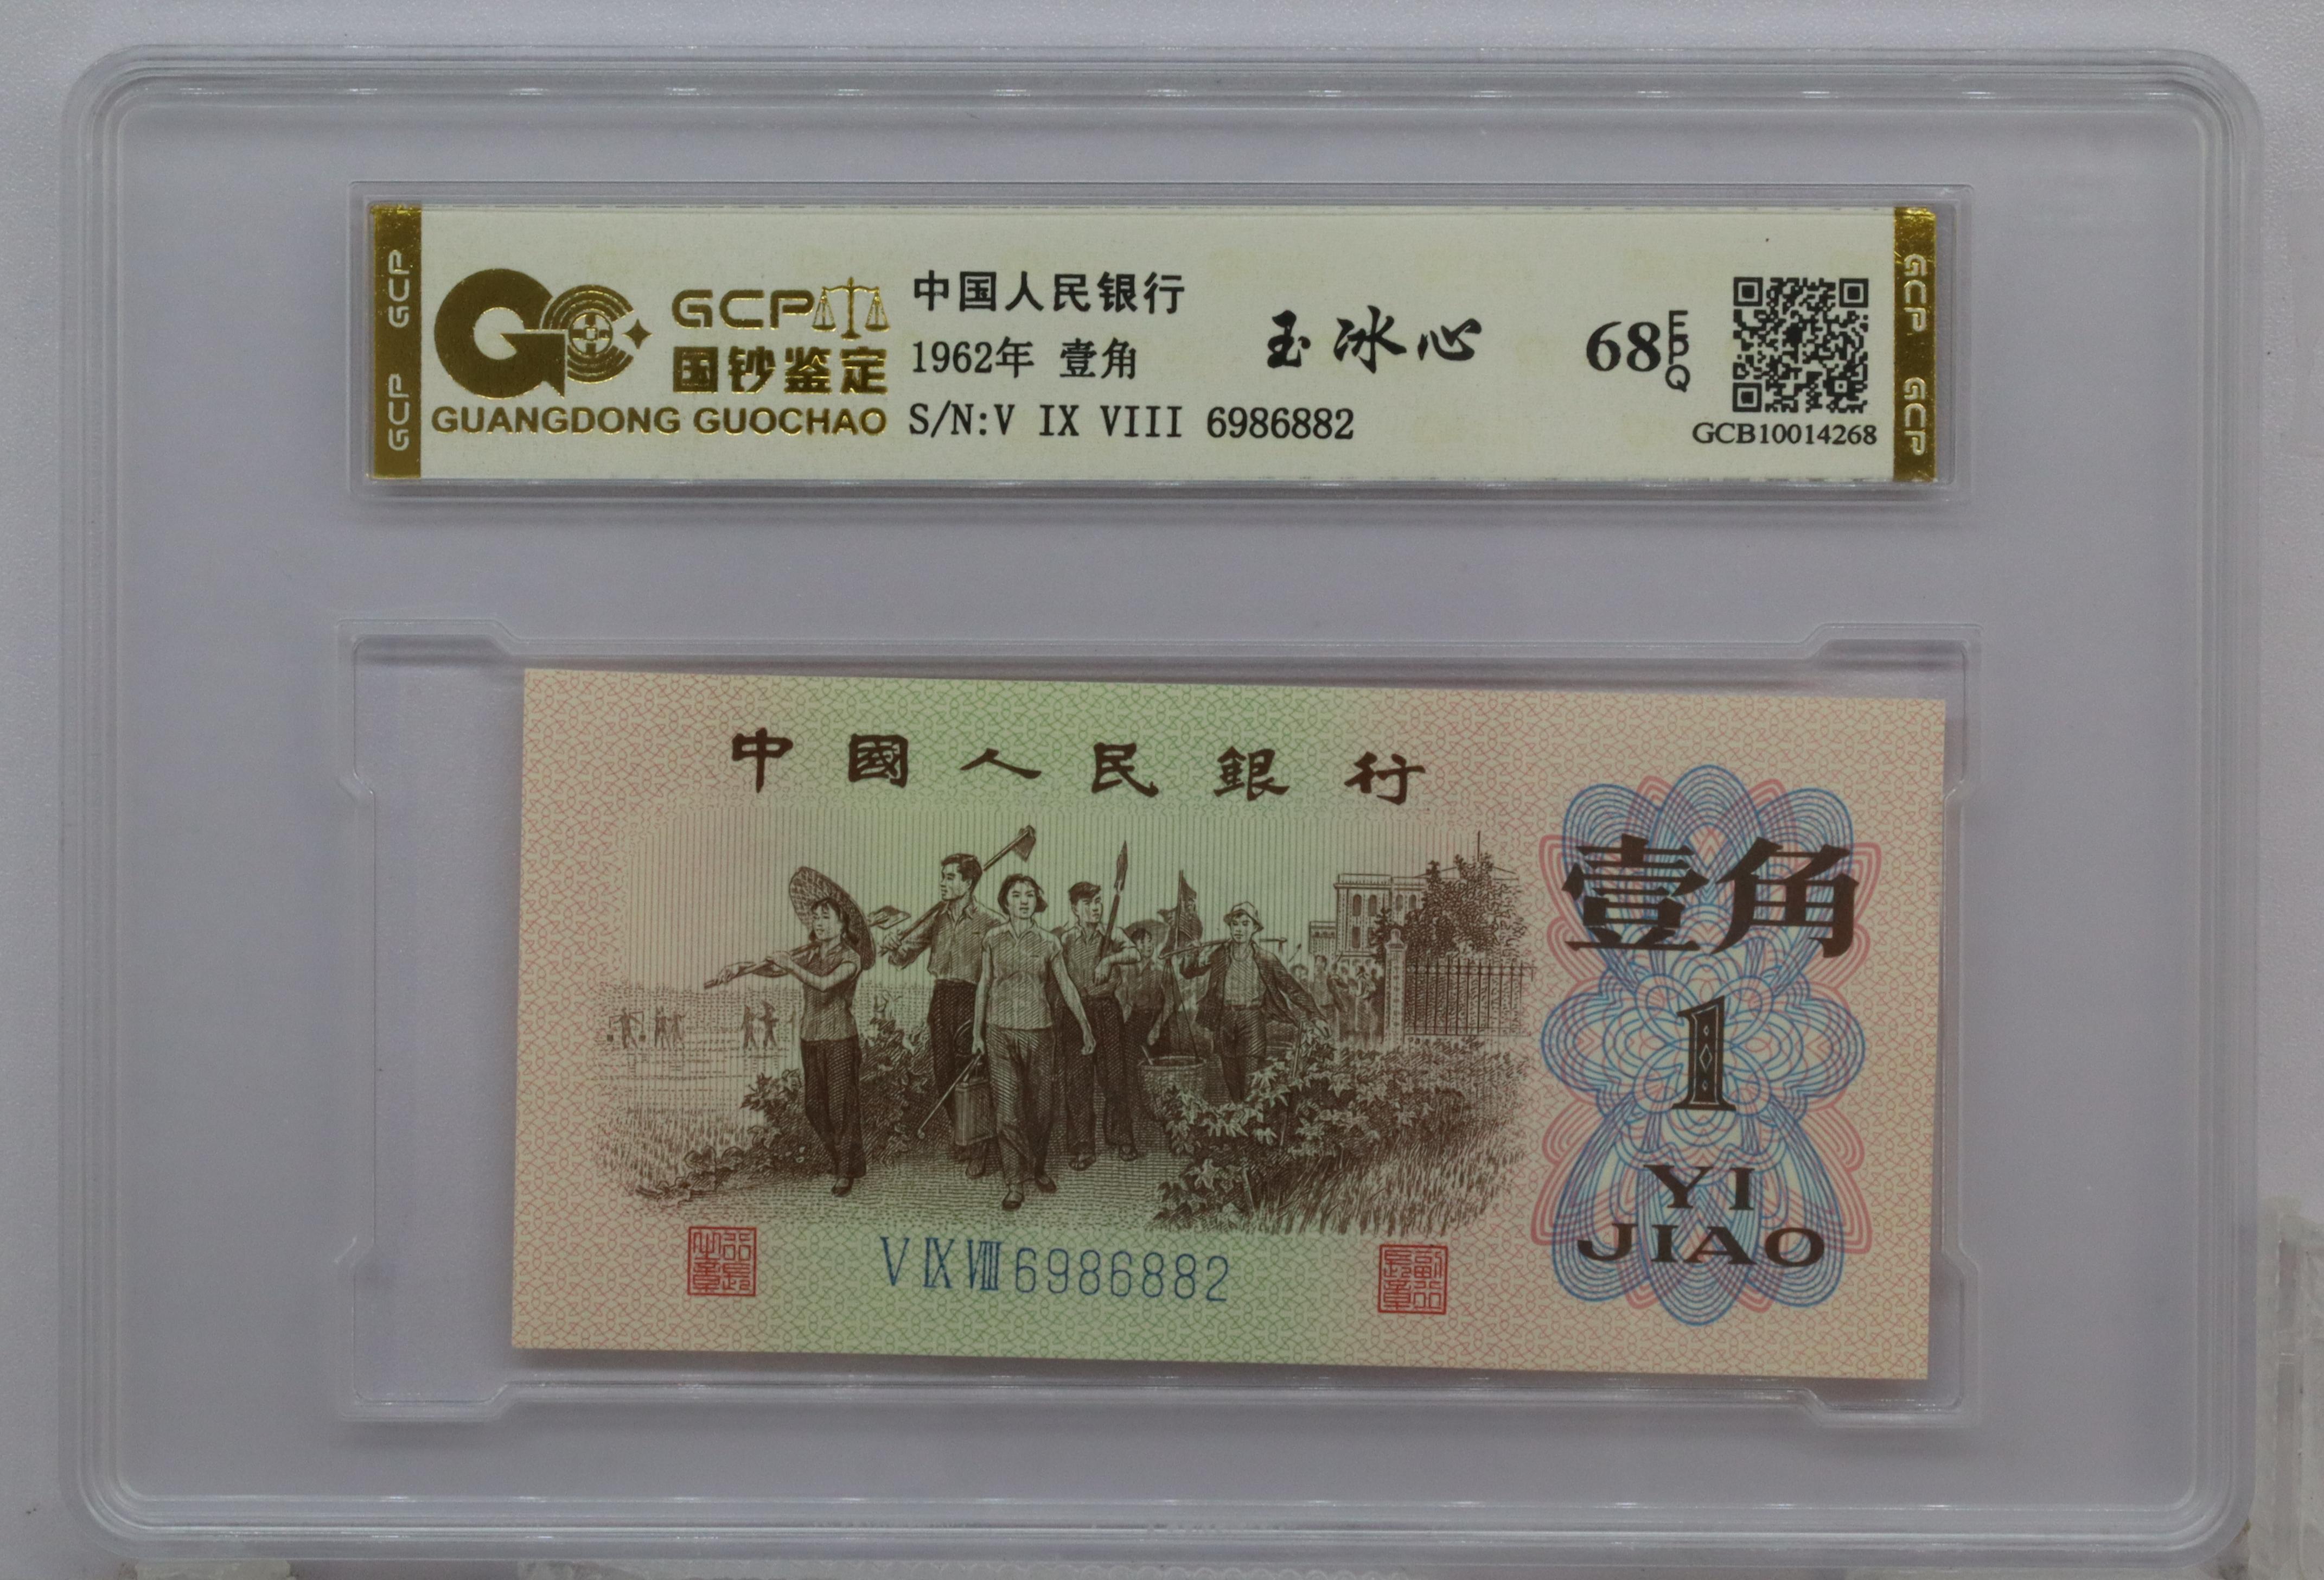 GCP GCP
GCP
国钞鉴定
GUANGDONG GUOCHAO
中国人民银行
1962年 壹角
S/N:V IX VIII 6986882
玉冰心
68 EPQ
GCB10014268
GCP GCP
中國人民銀行
壹角
1
YI
JIAO
V IX VIII 6986882